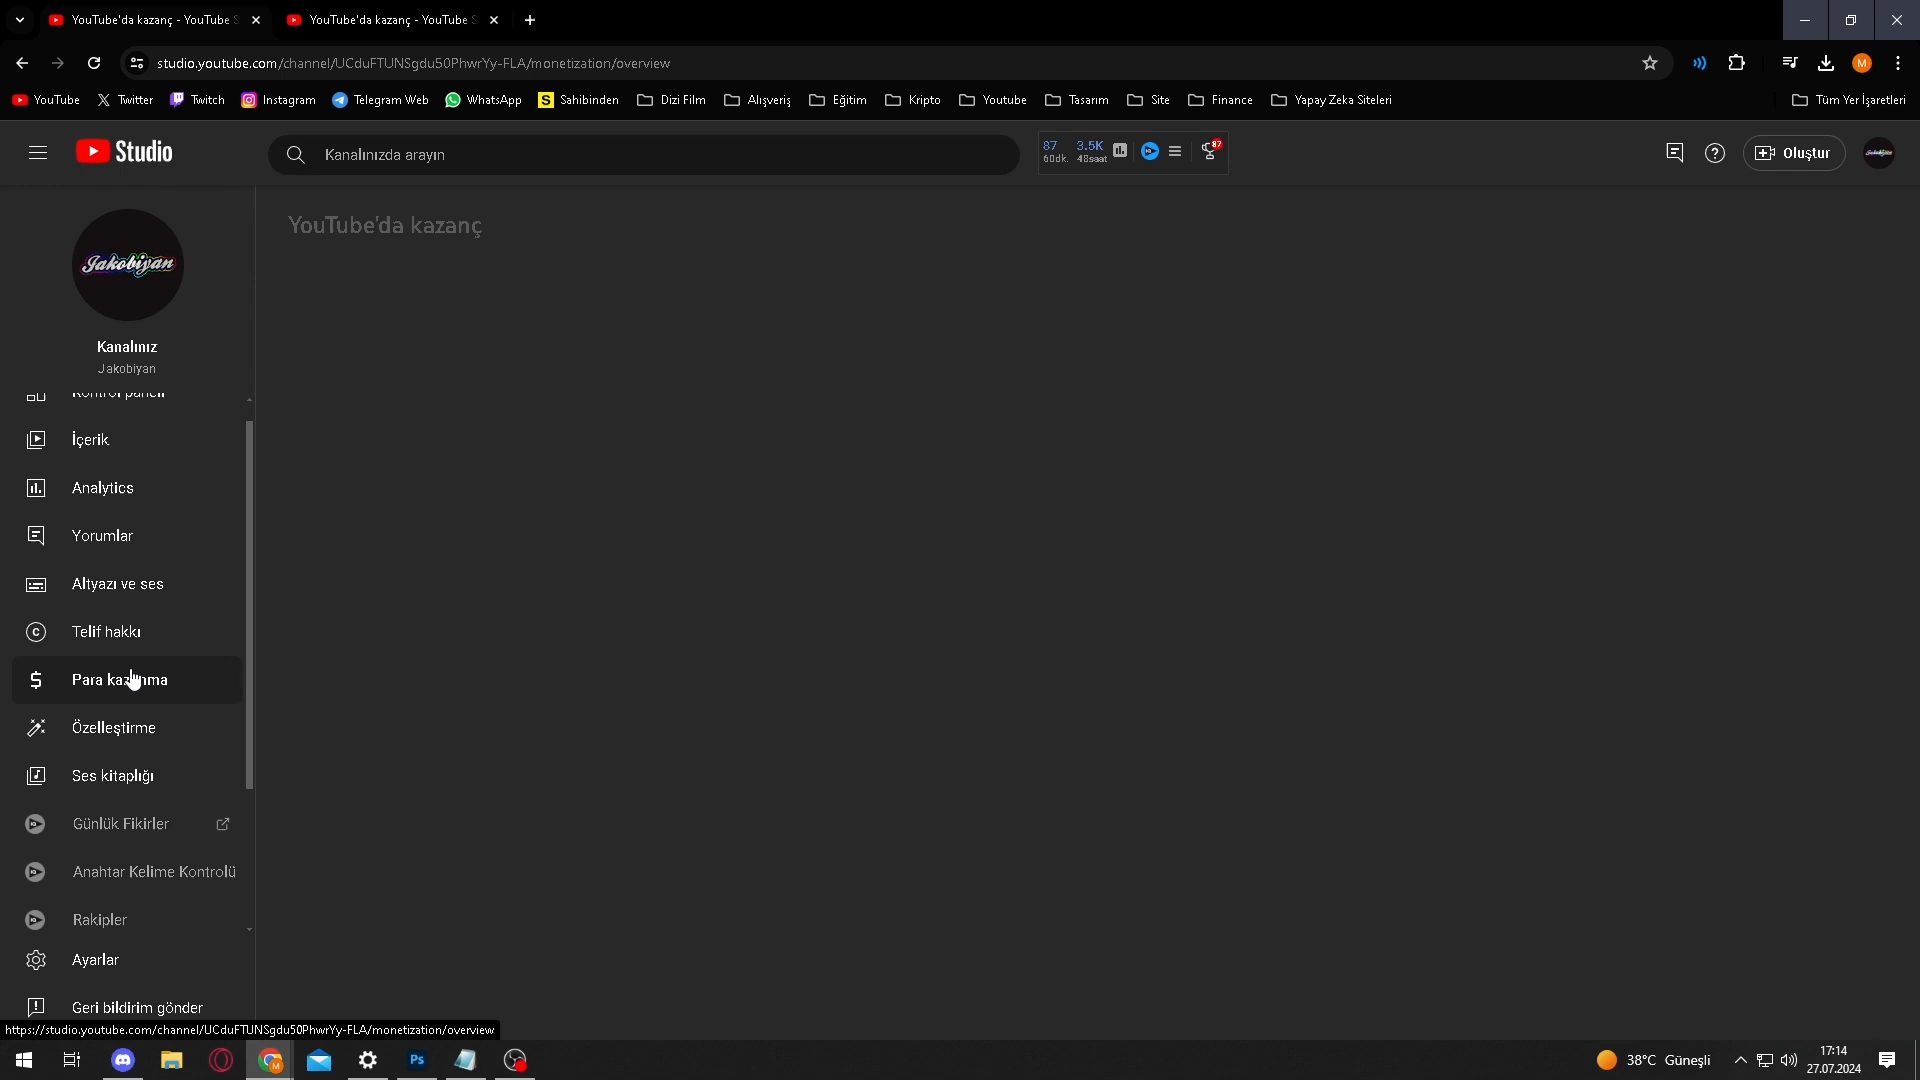 YouTube'da kazanç - YouTube S
YouTube'da kazanç - YouTube S
studio.youtube.com/channel/UCduFTUNSgdu50PhwrYy-FLA/monetization/overview
M
YouTube
Twitter
Twitch
Instagram
Telegram Web
WhatsApp
Sahibinden
Dizi Film
Alışveriş
Eğitim
Kripto
Youtube
Tasarım
Site
Finance
Yapay Zeka Siteleri
Tüm Yer İşaretleri
Studio
Kanalınızda arayın
87
60dk.
3.5K
48saat
87
Oluştur
Jakobiyan
Kanalınız
Jakobiyan
Kontrol paneli
YouTube'da kazanç
İçerik
Analytics
Yorumlar
Altyazı ve ses
Telif hakkı
Para kazanma
Özelleştirme
Ses kitaplığı
Günlük Fikirler
Anahtar Kelime Kontrolü
Rakipler
Ayarlar
Geri bildirim gönder
https://studio.youtube.com/channel/UCduFTUNSgdu50PhwrYy-FLA/monetization/overview
Ps
38°C Güneşli
17:14
27.07.2024